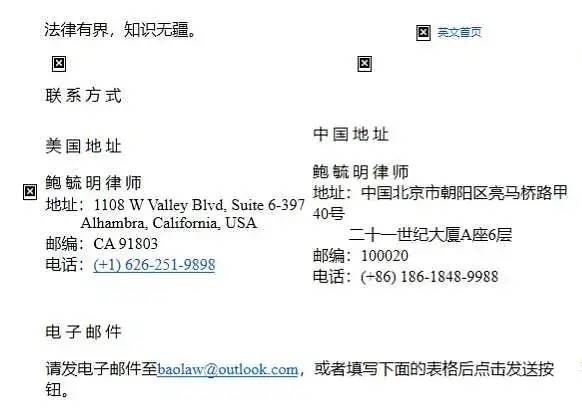 法律有界，知识无疆。
英文首页
联系方式
美国地址
鲍毓明律师
地址：1108 W Valley Blvd, Suite 6-397
Alhambra, California, USA
邮编：CA 91803
电话：(+1) 626-251-9898
中国地址
鲍毓明律师
地址：中国北京市朝阳区亮马桥路甲
40号
二十一世纪大厦A座6层
邮编：100020
电话：(+86) 186-1848-9988
电子邮件
请发电子邮件至baolaw@outlook.com，或者填写下面的表格后点击发送按
钮。